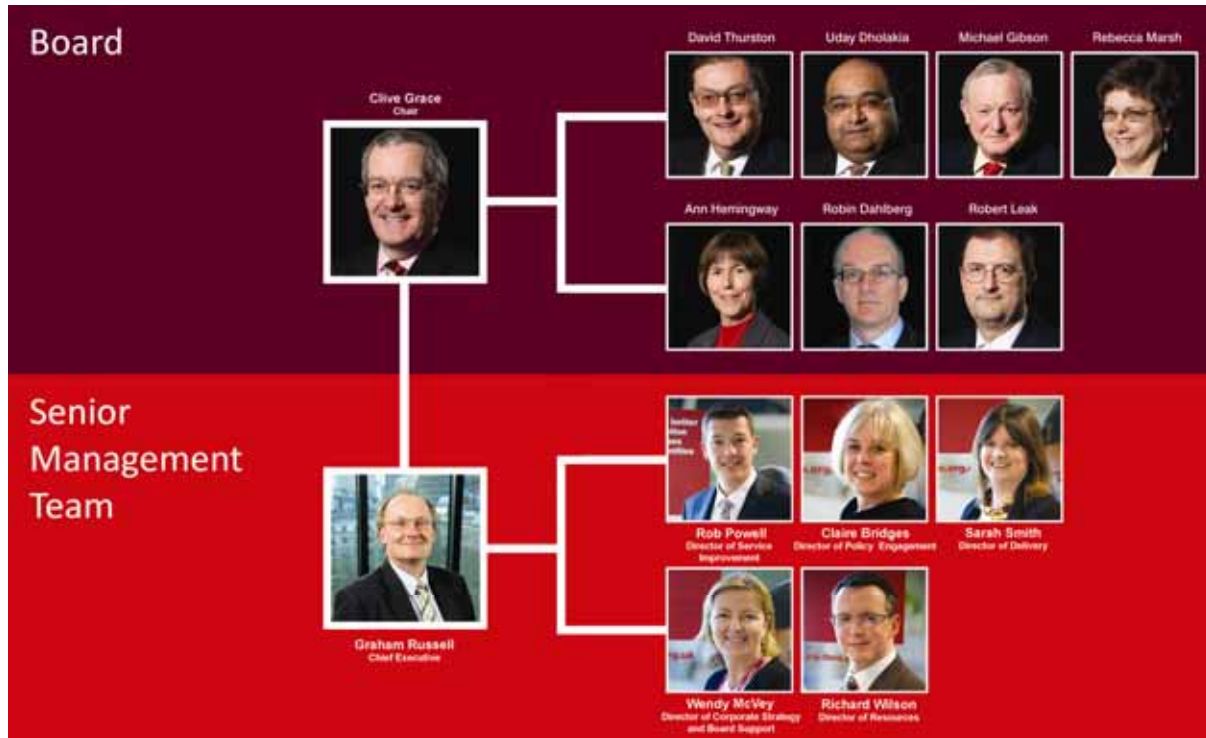 Board
David Thurston
Uday Dholakia
Michael Gibson
Rebecca Marsh
Clive Grace
Chair
Ann Hemingway
Robin Dahlberg
Robert Leak
Senior
Management
Team
Rob Powell
Director of Service
Improvement
Claire Bridges
Director of Policy Engagement
Sarah Smith
Director of Delivery
Graham Russell
Chief Executive
Wendy McVey
Director of Corporate Strategy
and Board Support
Richard Wilson
Director of Resources